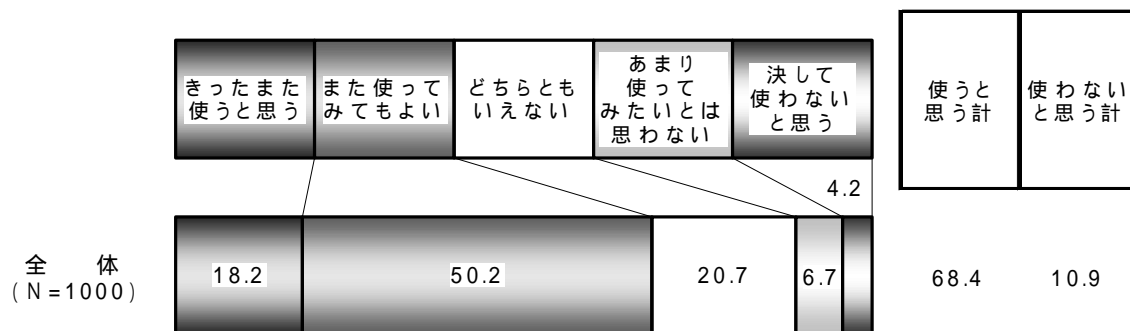 きったまた
使うと思う
また使って
みてもよい
どちらとも
いえない
あまり
使って
みたいとは
思わない
決して
使わない
と思う
使うと
思う計
使わない
と思う計
4.2
全 体
(N=1000)
18.2
50.2
20.7
6.7
68.4
10.9